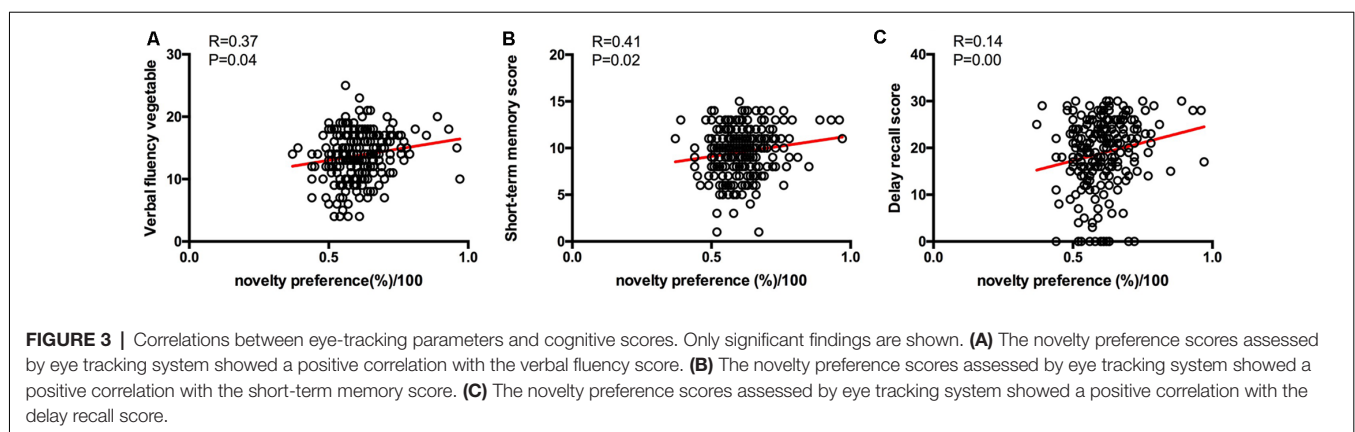 A
R=0.37
P=0.04
30
20
10
0
Verbal fluency vegetable
0.0
0.5
1.0
novelty preference(%)/100
B
R=0.41
P=0.02
20
15
10
5
0
Short-term memory score
0.0
0.5
1.0
novelty preference (%)/100
C
R=0.14
P=0.00
40
30
20
10
0
Delay recall score
0.0
0.5
1.0
novelty preference (%)/100
FIGURE 3 | Correlations between eye-tracking parameters and cognitive scores. Only significant findings are shown. (A) The novelty preference scores assessed
by eye tracking system showed a positive correlation with the verbal fluency score. (B) The novelty preference scores assessed by eye tracking system showed a
positive correlation with the short-term memory score. (C) The novelty preference scores assessed by eye tracking system showed a positive correlation with the
delay recall score.